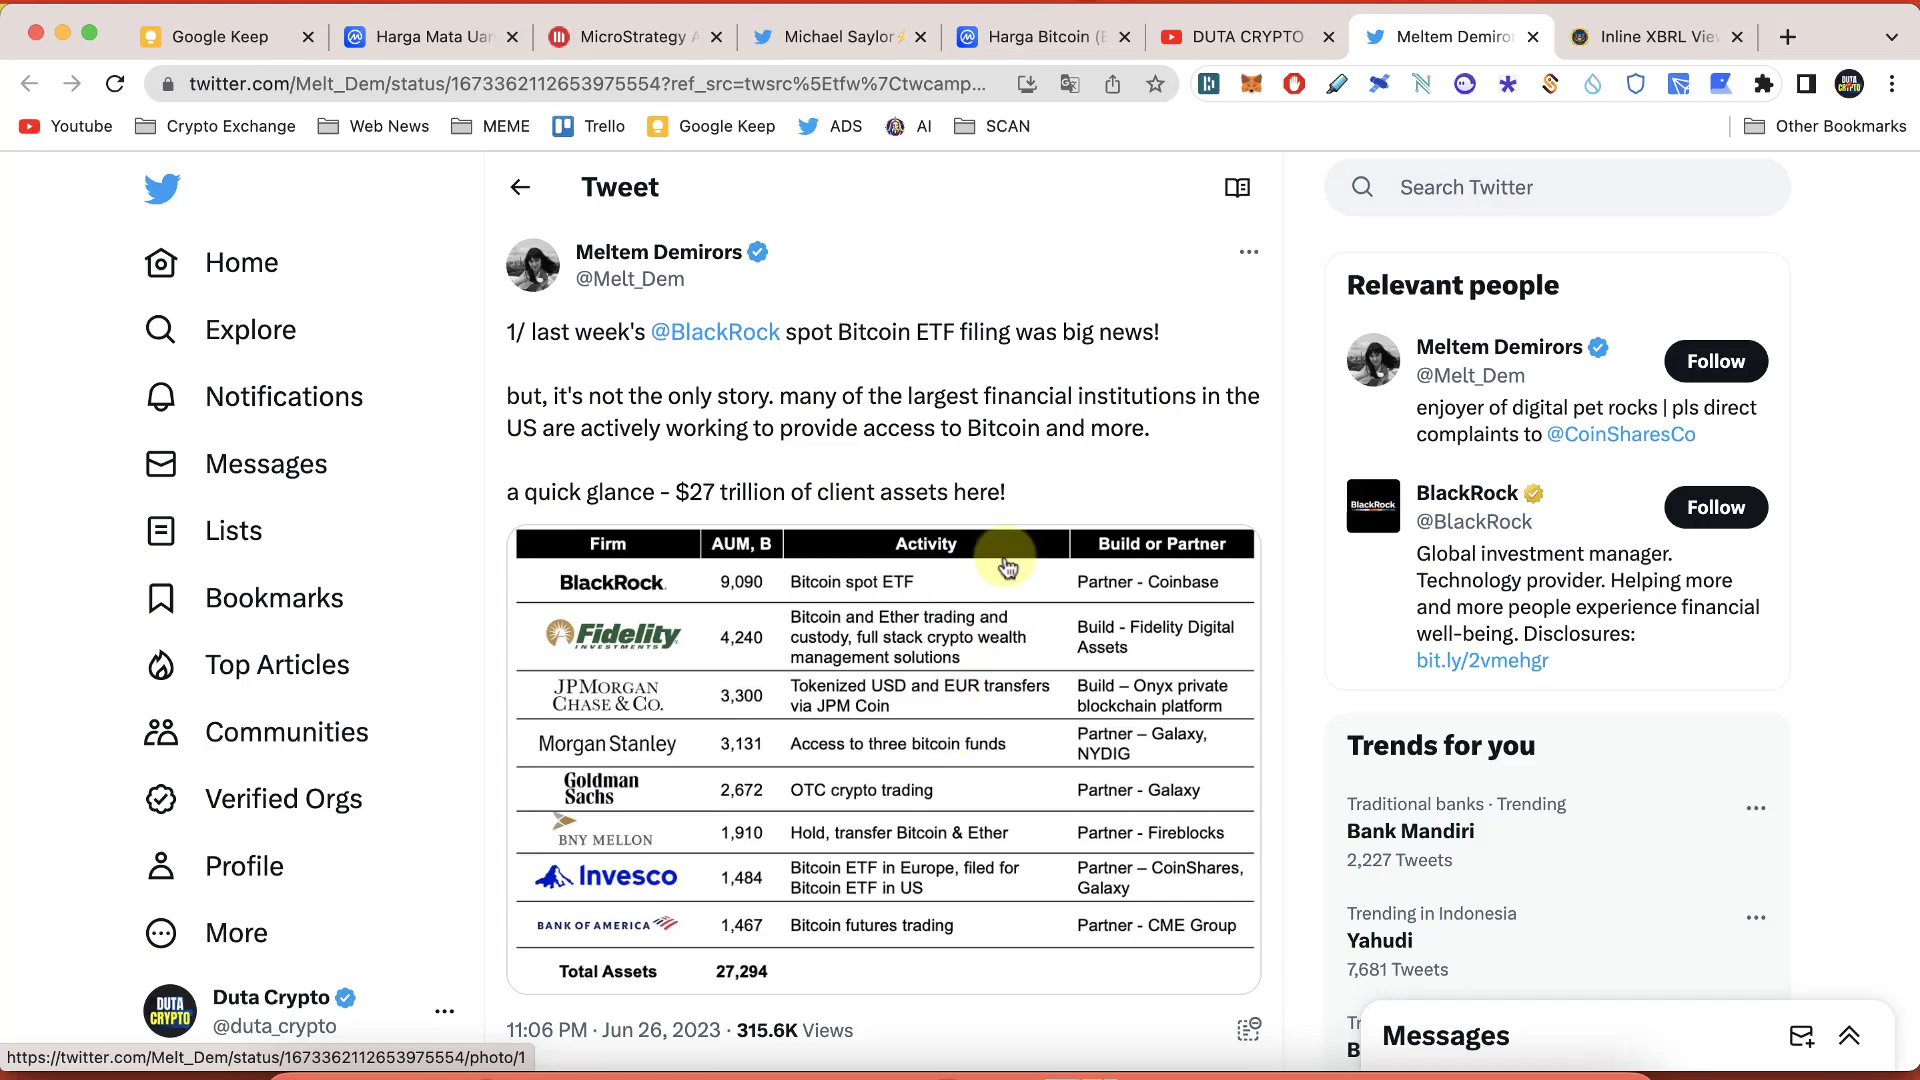 Google Keep
Harga Mata Uan
MicroStrategy A
Michael Saylor⚡
Harga Bitcoin (B
DUTA CRYPTO
Meltem Demiror
Inline XBRL View
twitter.com/Melt_Dem/status/1673362112653975554?ref_src=twsrc%5Etfw%7Ctwcamp...
Youtube
Crypto Exchange
Web News
MEME
Trello
Google Keep
ADS
AI
SCAN
Other Bookmarks
Home
Explore
Notifications
Messages
Lists
Bookmarks
Top Articles
Communities
Verified Orgs
Profile
More
DUTA CRYPTO
Duta Crypto
@duta_crypto
https://twitter.com/Melt_Dem/status/1673362112653975554/photo/1
Tweet
Meltem Demirors
@Melt_Dem
1/ last week's @BlackRock spot Bitcoin ETF filing was big news!
but, it's not the only story. many of the largest financial institutions in the
US are actively working to provide access to Bitcoin and more.
a quick glance - $27 trillion of client assets here!
Firm AUM, B Activity Build or Partner
BlackRock. 9,090 Bitcoin spot ETF Partner - Coinbase
Fidelity INVESTMENTS 4,240 Bitcoin and Ether trading and custody, full stack crypto wealth management solutions Build - Fidelity Digital Assets
JPMORGAN CHASE & CO. 3,300 Tokenized USD and EUR transfers via JPM Coin Build – Onyx private blockchain platform
Morgan Stanley 3,131 Access to three bitcoin funds Partner – Galaxy, NYDIG
Goldman Sachs 2,672 OTC crypto trading Partner - Galaxy
BNY MELLON 1,910 Hold, transfer Bitcoin & Ether Partner - Fireblocks
Invesco 1,484 Bitcoin ETF in Europe, filed for Bitcoin ETF in US Partner – CoinShares, Galaxy
BANK OF AMERICA 1,467 Bitcoin futures trading Partner - CME Group
Total Assets 27,294
11:06 PM · Jun 26, 2023 · 315.6K Views
Search Twitter
Relevant people
Meltem Demirors
@Melt_Dem
Follow
enjoyer of digital pet rocks | pls direct
complaints to @CoinSharesCo
BlackRock
BlackRock
@BlackRock
Follow
Global investment manager.
Technology provider. Helping more
and more people experience financial
well-being. Disclosures:
bit.ly/2vmehgr
Trends for you
Traditional banks · Trending
Bank Mandiri
2,227 Tweets
Trending in Indonesia
Yahudi
7,681 Tweets
Messages